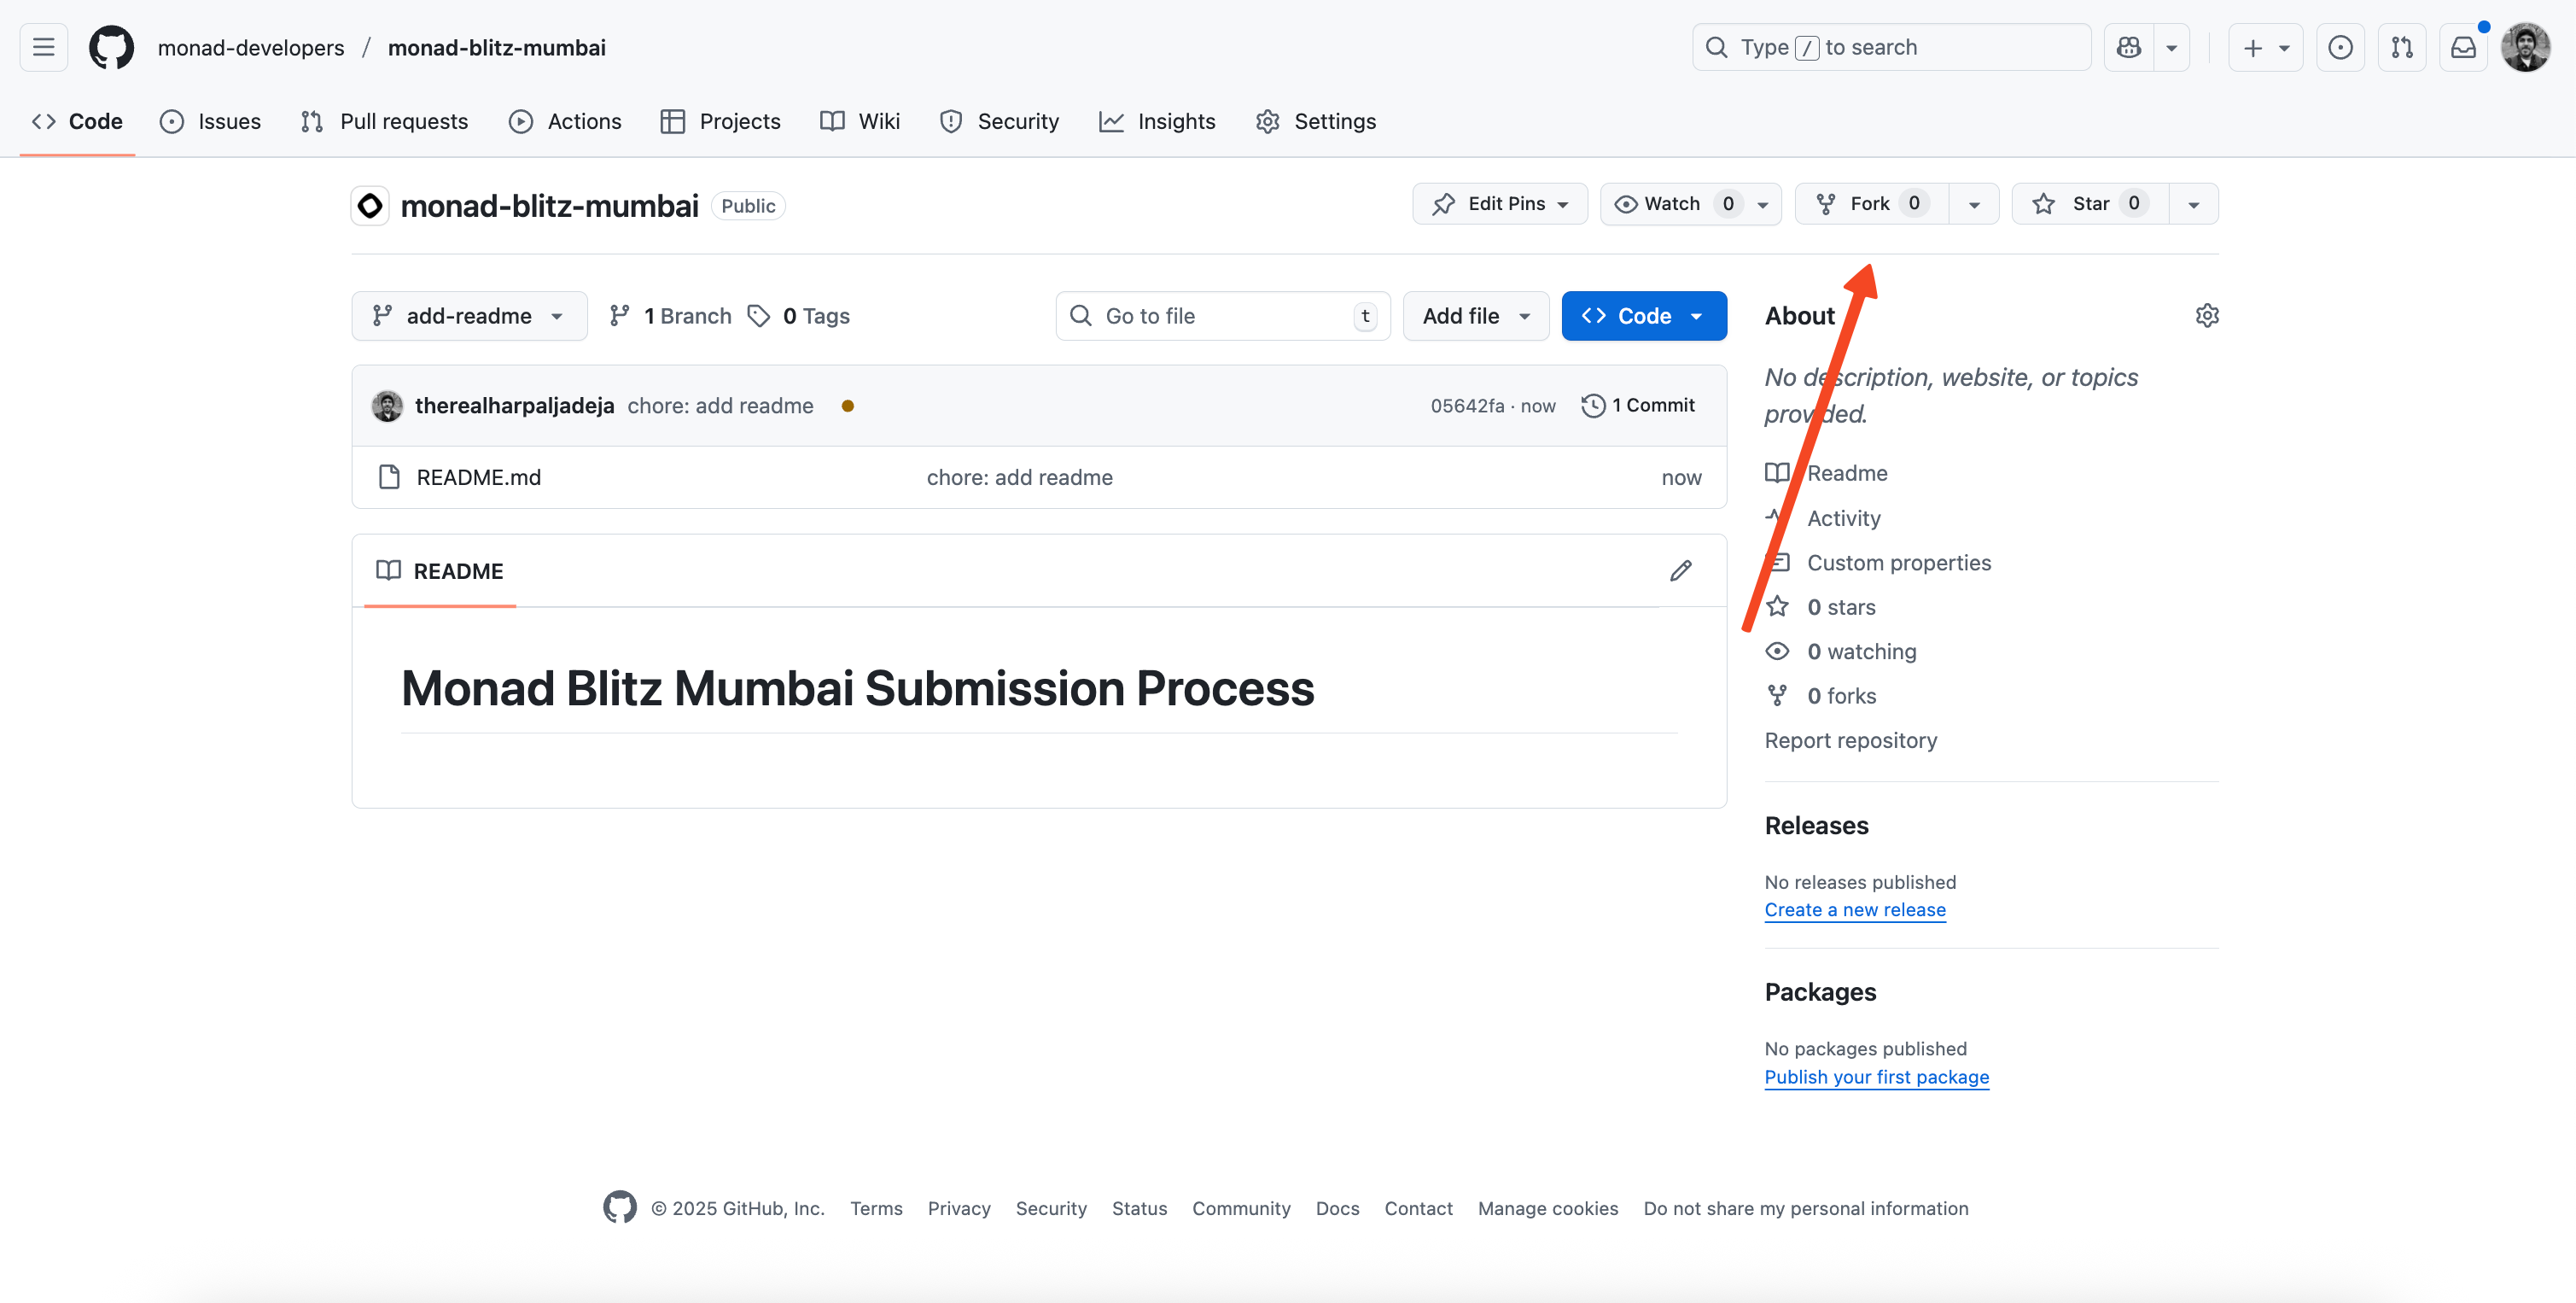 monad-developers / monad-blitz-mumbai
Type / to search
Code Issues Pull requests Actions Projects Wiki Security Insights Settings
monad-blitz-mumbai Public
Edit Pins Watch 0 Fork 0 Star 0
add-readme 1 Branch 0 Tags Go to file t Add file Code
therealharpaljadeja chore: add readme 05642fa · now 1 Commit
README.md chore: add readme now
README
Monad Blitz Mumbai Submission Process
About
No description, website, or topics
provided.
Readme
Activity
Custom properties
0 stars
0 watching
0 forks
Report repository
Releases
No releases published
Create a new release
Packages
No packages published
Publish your first package
© 2025 GitHub, Inc. Terms Privacy Security Status Community Docs Contact Manage cookies Do not share my personal information